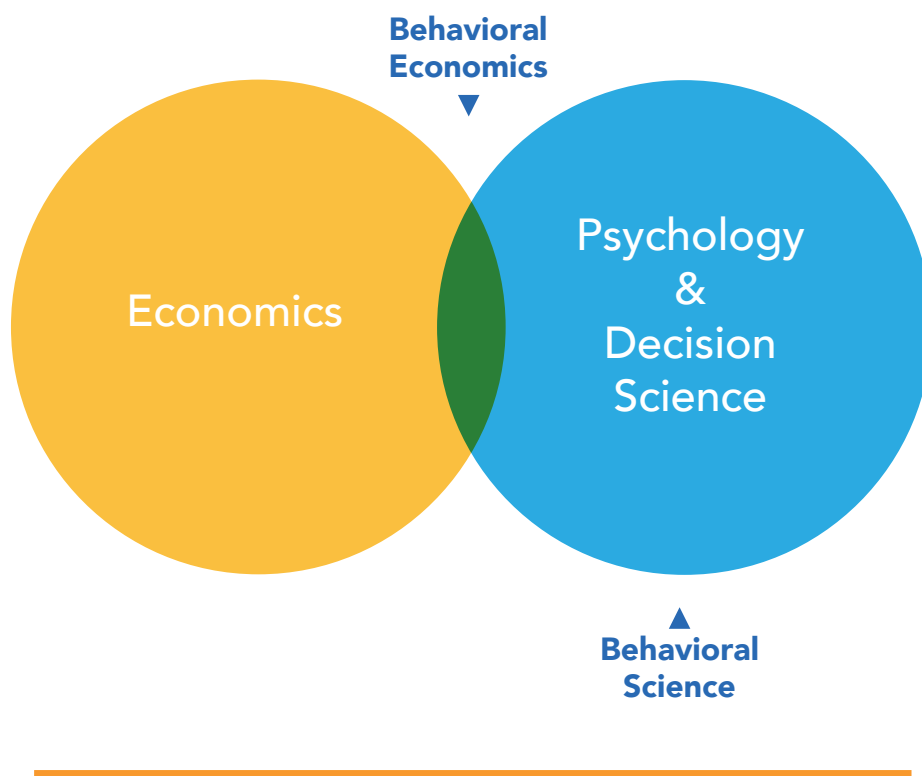 Behavioral
Economics
Economics
Psychology
&
Decision
Science
Behavioral
Science